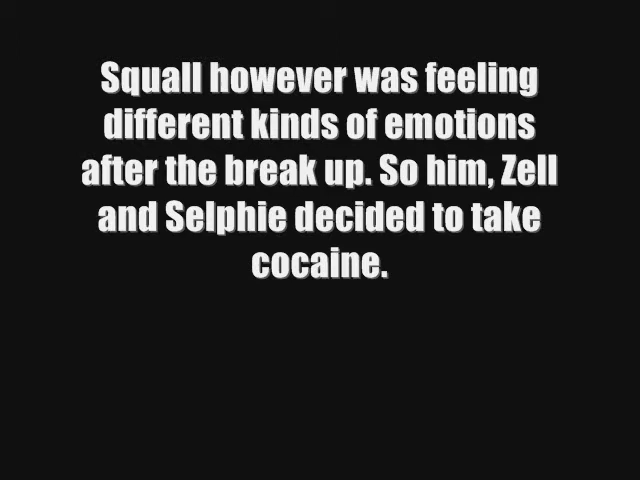 Squall however was feeling
different kinds of emotions
after the break up. So him, Zell
and Selphie decided to take
cocaine.